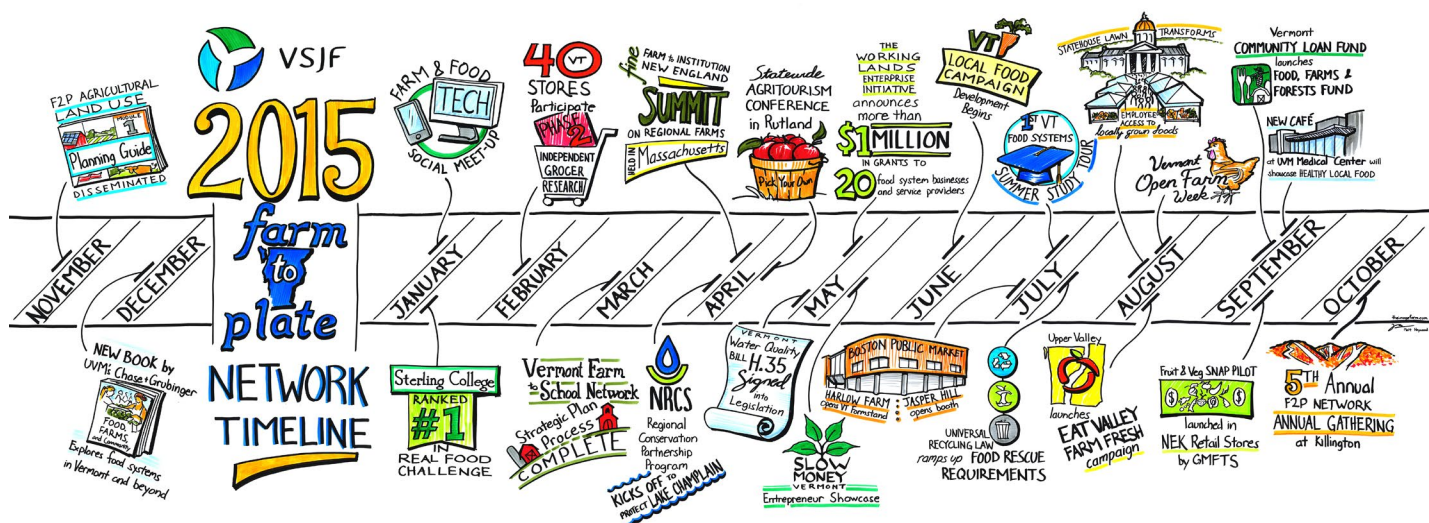 VSJF
2015
farm
to
plate
NETWORK
TIMELINE
F2P AGRICULTURAL
LAND USE
MODULE
1
Planning Guide
DISSEMINATED
NOVEMBER
NEW BOOK by
UVM's Chase + Grubinger
FOOD,
FARMS,
and Community
Explores food systems
in Vermont and beyond
DECEMBER
FARM & FOOD
TECH
SOCIAL MEET-UP
JANUARY
Sterling College
RANKED
#1
IN
REAL FOOD
CHALLENGE
40
VT
STORES
Participate
PHASE
2
INDEPENDENT
GROCER
RESEARCH
FEBRUARY
Vermont Farm
to School Network
Strategic Plan
Process
COMPLETE
MARCH
fine
FARM to INSTITUTION
NEW ENGLAND
SUMMIT
ON REGIONAL FARMS
HELD IN
Massachusetts
NRCS
Regional
Conservation
Partnership
Program
KICKS OFF to
PROTECT LAKE CHAMPLAIN
APRIL
Statewide
AGRITOURISM
CONFERENCE
in Rutland
Pick Your Own
VERMONT
Water Quality
BILL H.35
Signed
into
Legislation
THE
WORKING
LANDS
ENTERPRISE
INITIATIVE
announces
more than
$1 MILLION
IN GRANTS TO
20 food system businesses
and service providers
MAY
SLOW
MONEY
VERMONT
Entrepreneur Showcase
VT
LOCAL FOOD
CAMPAIGN
Development
Begins
JUNE
BOSTON PUBLIC MARKET
HARLOW FARM
opens VT farmstand
JASPER HILL
opens booth
1ST VT
FOOD SYSTEMS
SUMMER STUDY TOUR
JULY
UNIVERSAL
RECYCLING LAW
ramps up FOOD RESCUE
REQUIREMENTS
STATEHOUSE LAWN TRANSFORMS
EMPLOYEE
ACCESS TO
locally grown foods
Vermont
Open Farm
Week
AUGUST
Upper Valley
launches
EAT VALLEY
FARM FRESH
campaign
Vermont
COMMUNITY LOAN FUND
launches
FOOD, FARMS &
FORESTS FUND
NEW CAFÉ
at UVM Medical Center will
showcase HEALTHY LOCAL FOOD
SEPTEMBER
Fruit & Veg SNAP PILOT
$ $
launched in
NEK Retail Stores
by GMFTS
OCTOBER
5TH Annual
F2P NETWORK
ANNUAL GATHERING
at Killington